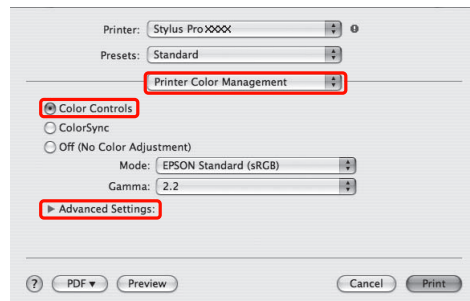 Printer: Stylus Pro XXXX
Presets: Standard
Printer Color Management
Color Controls
ColorSync
Off (No Color Adjustment)
Mode: EPSON Standard (sRGB)
Gamma: 2.2
Advanced Settings:
? PDF Preview Cancel Print